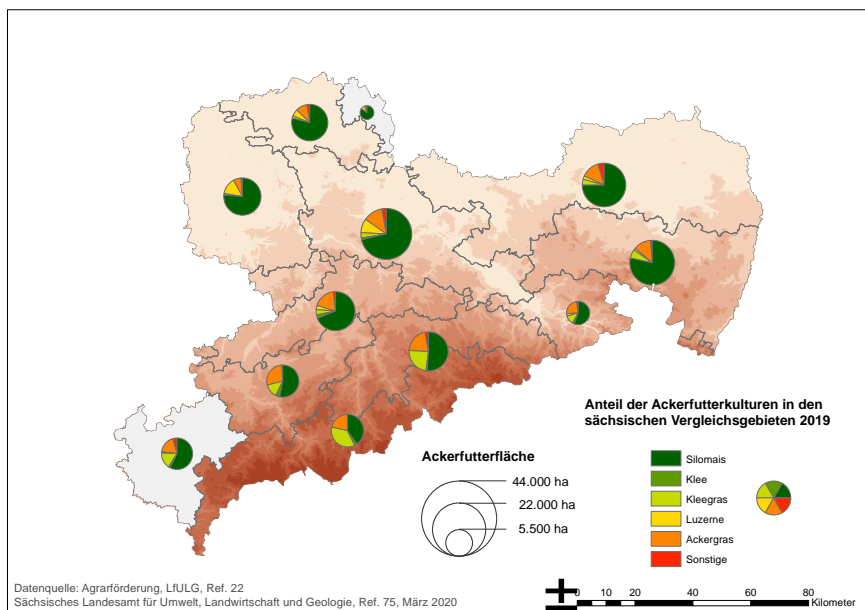 Anteil der Ackerfutterkulturen in den
sächsischen Vergleichsgebieten 2019
Ackerfutterfläche
44.000 ha
22.000 ha
5.500 ha
Silomais
Klee
Kleegras
Luzerne
Ackergras
Sonstige
Datenquelle: Agrarförderung, LfULG, Ref. 22
Sächsisches Landesamt für Umwelt, Landwirtschaft und Geologie, Ref. 75, März 2020
0 10 20 40 60 80
Kilometer